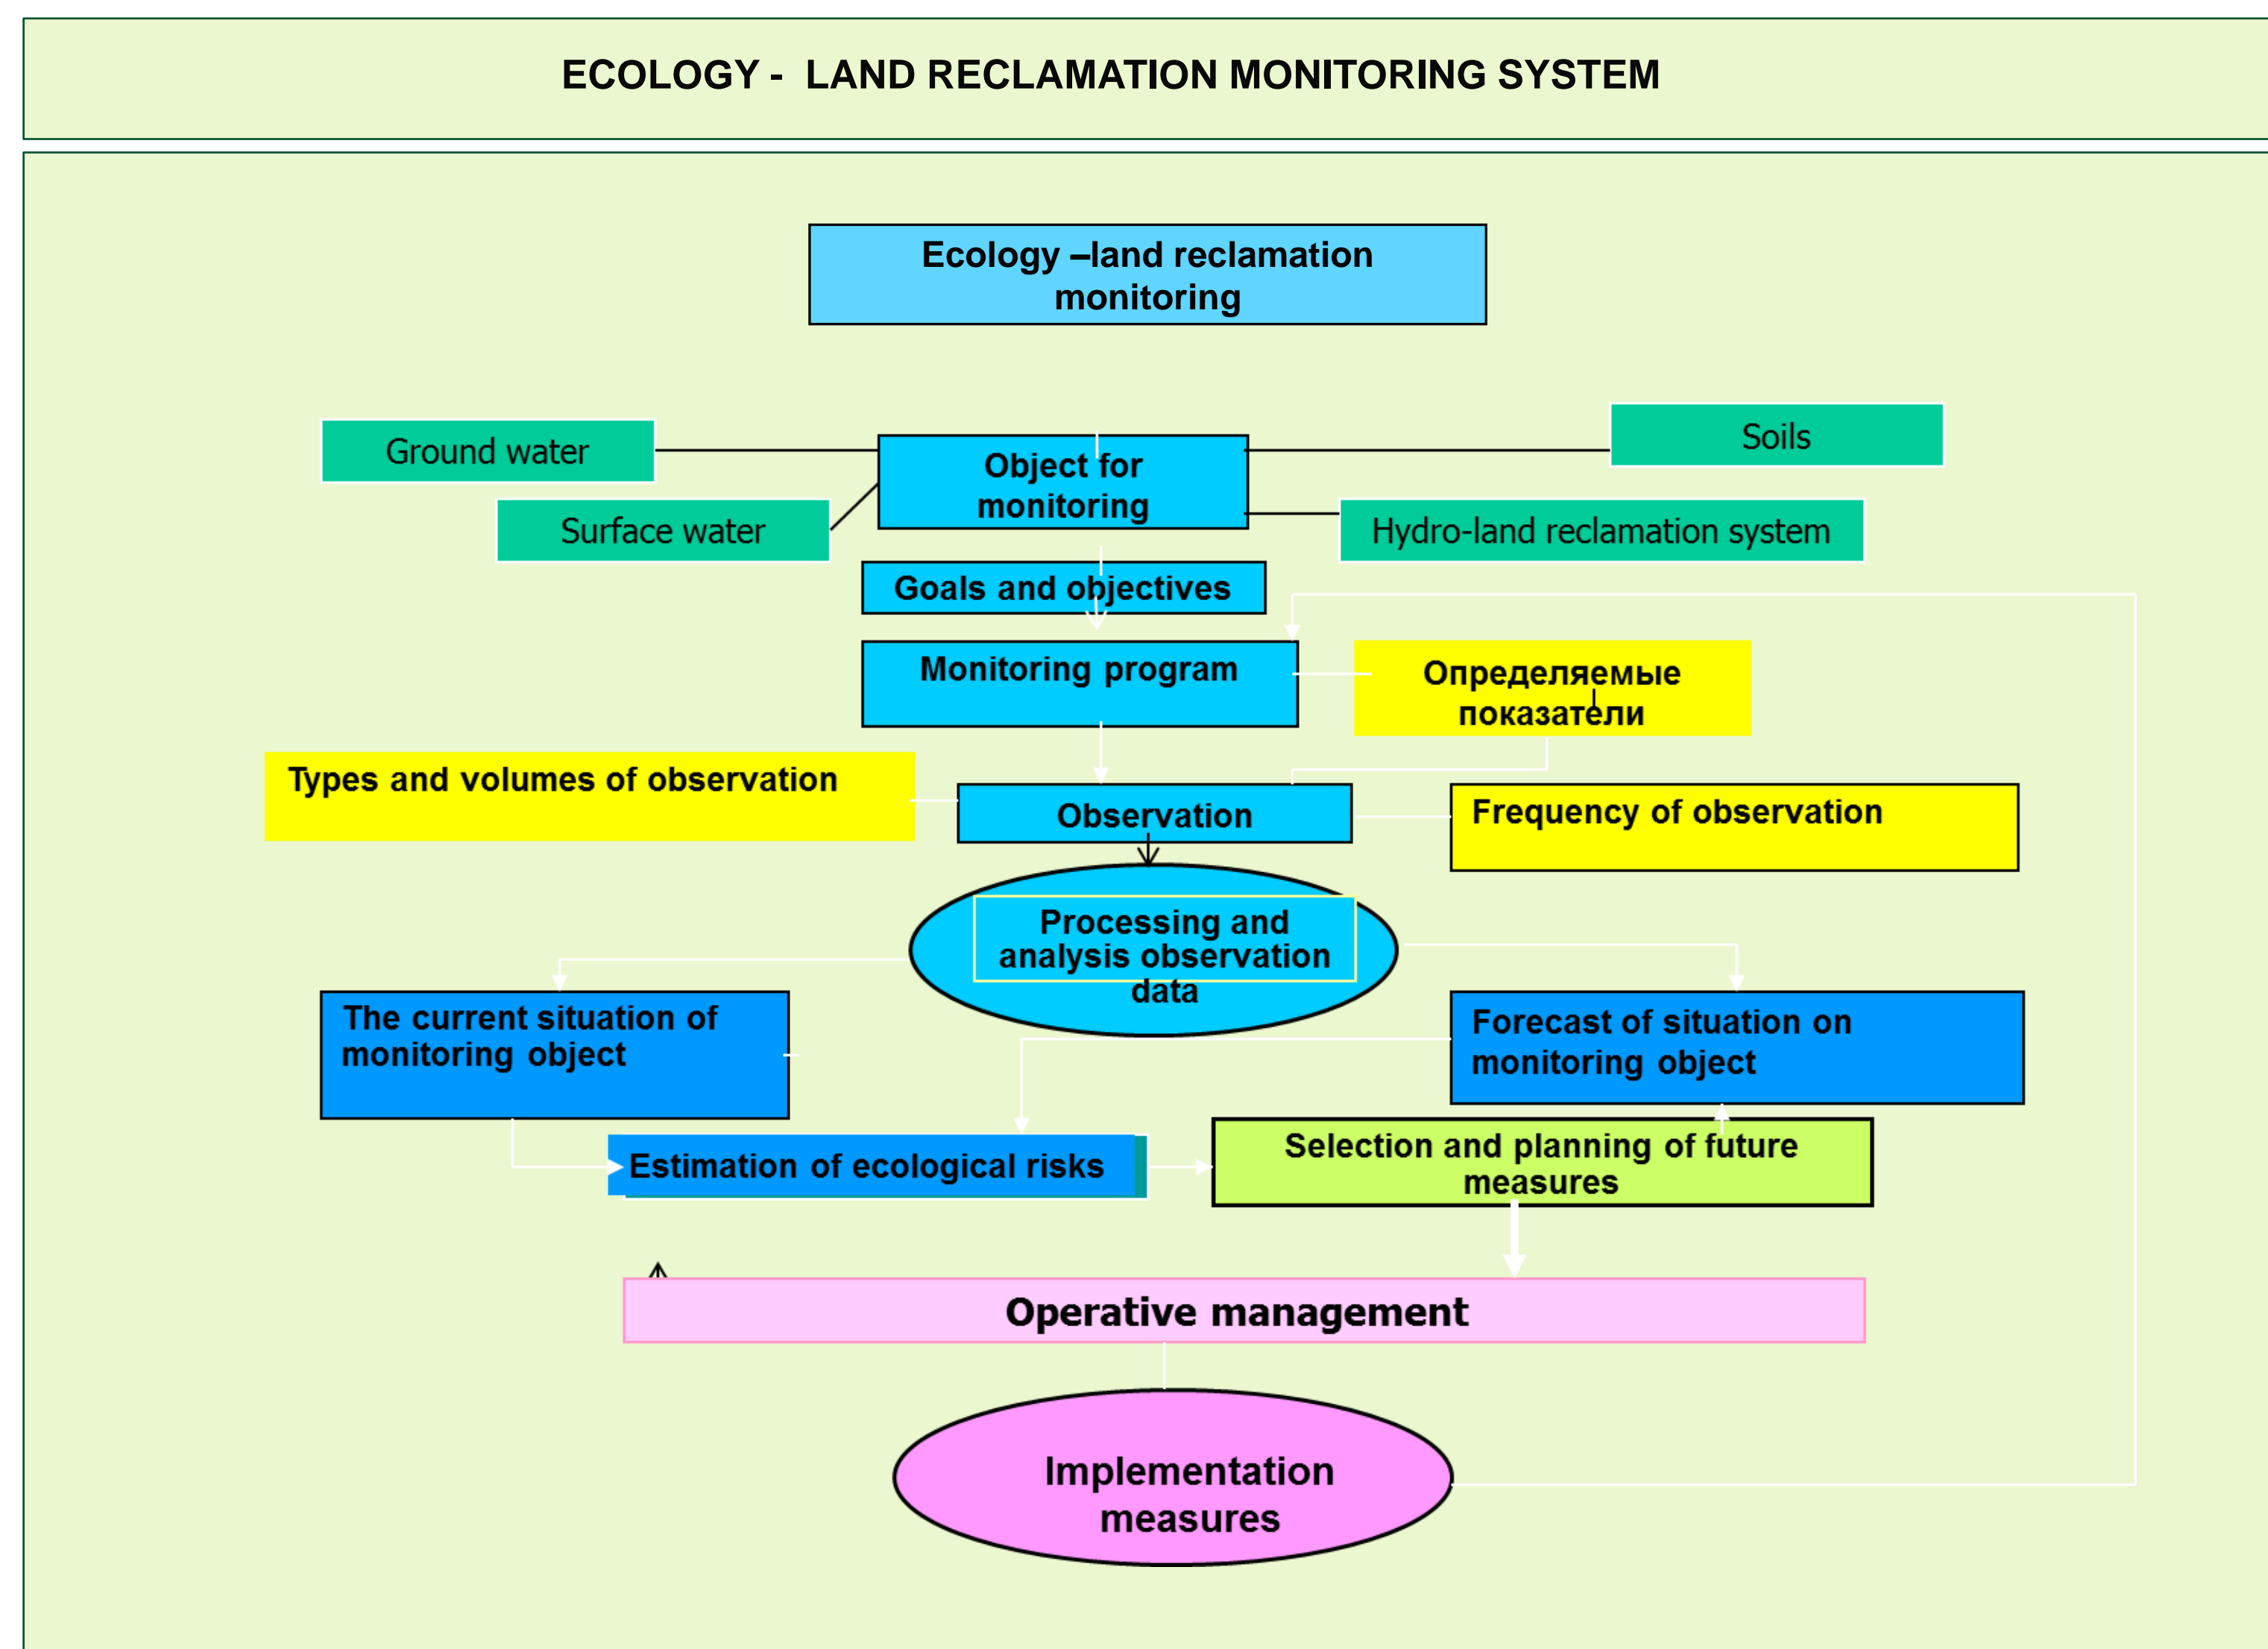 ECOLOGY - LAND RECLAMATION MONITORING SYSTEM
Ecology –land reclamation
monitoring
Ground water
Object for
monitoring
Soils
Surface water
Hydro-land reclamation system
Goals and objectives
Monitoring program
Определяемые
показатели
Types and volumes of observation
Observation
Frequency of observation
Processing and
analysis observation
data
The current situation of
monitoring object
Forecast of situation on
monitoring object
Estimation of ecological risks
Selection and planning of future
measures
Operative management
Implementation
measures